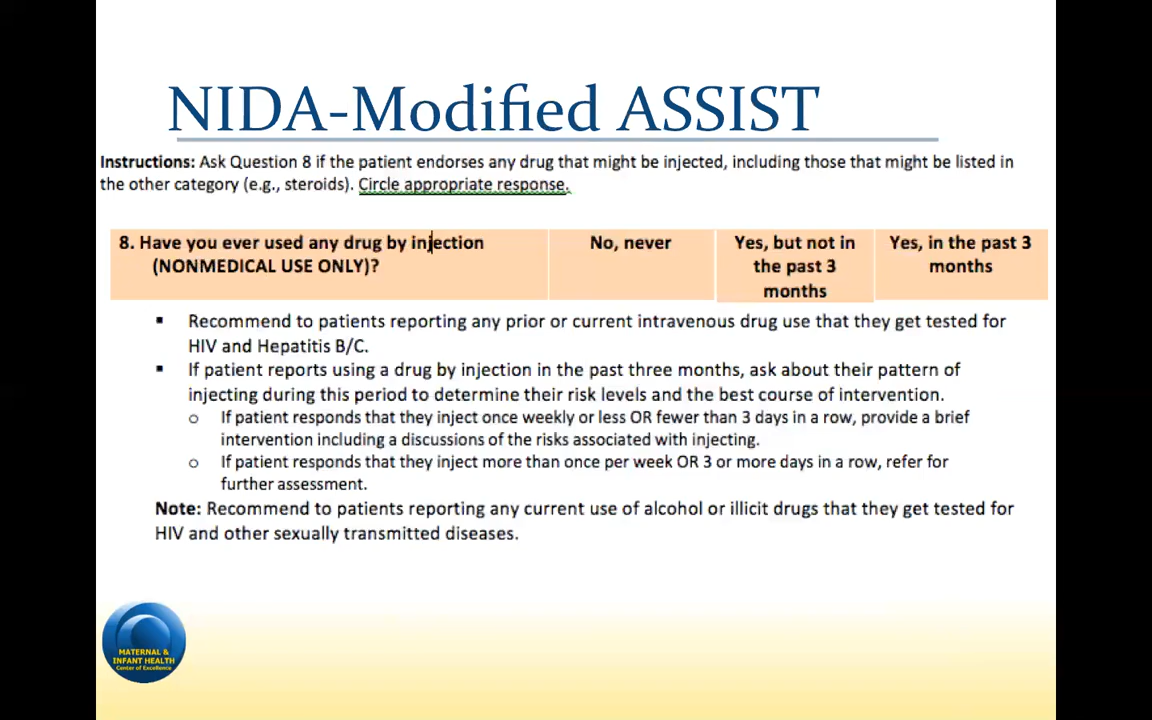 NIDA-Modified ASSIST
Instructions: Ask Question 8 if the patient endorses any drug that might be injected, including those that might be listed in
the other category (e.g., steroids). Circle appropriate response.
8. Have you ever used any drug by injection
(NONMEDICAL USE ONLY)?
No, never
Yes, but not in
the past 3
months
Yes, in the past 3
months
▪ Recommend to patients reporting any prior or current intravenous drug use that they get tested for
HIV and Hepatitis B/C.
▪ If patient reports using a drug by injection in the past three months, ask about their pattern of
injecting during this period to determine their risk levels and the best course of intervention.
o If patient responds that they inject once weekly or less OR fewer than 3 days in a row, provide a brief
intervention including a discussions of the risks associated with injecting.
o If patient responds that they inject more than once per week OR 3 or more days in a row, refer for
further assessment.
Note: Recommend to patients reporting any current use of alcohol or illicit drugs that they get tested for
HIV and other sexually transmitted diseases.
MATERNAL &
INFANT HEALTH
Center of Excellence